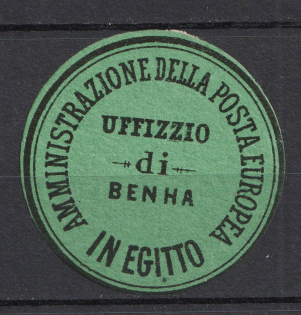 AMMINISTRAZIONE DELLA POSTA EUROPEA
UFFIZZIO
di
BENHA
IN EGITTO